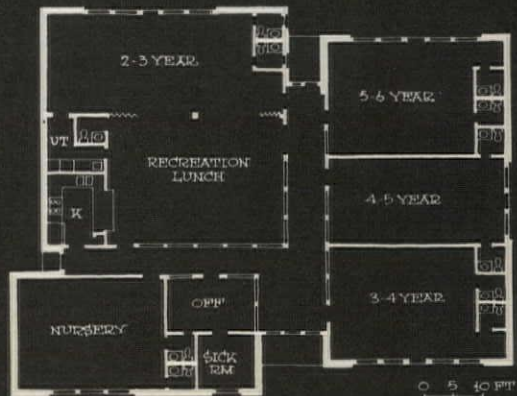 2-3 YEAR
5-6 YEAR
UT
RECREATION
LUNCH
4-5 YEAR
K
OFF
3-4 YEAR
NURSERY
SICK
RM
0 5 10 FT